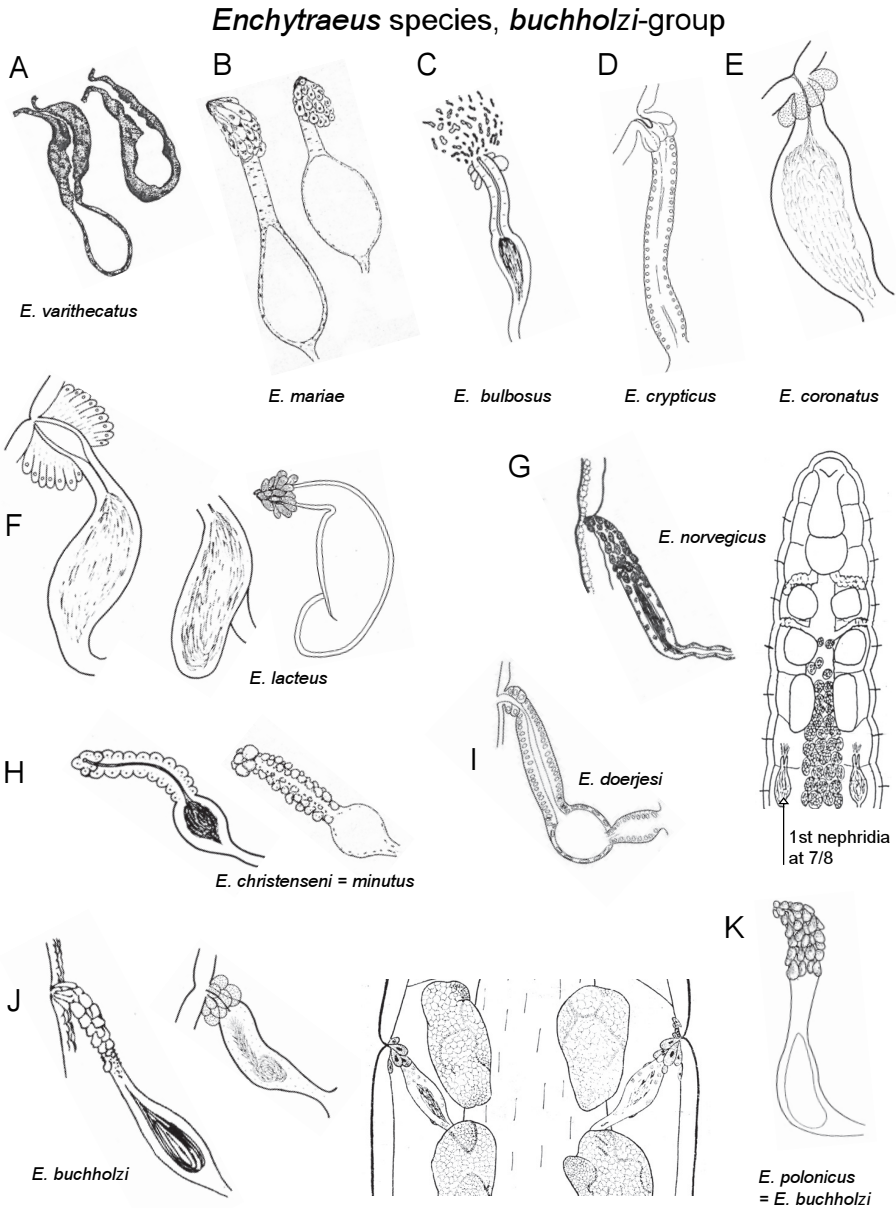 Enchytraeus species, buchholzi-group
A
B
C
D
E
E. varithecatus
E. mariae
E. bulbosus
E. crypticus
E. coronatus
F
G
E. norvegicus
E. lacteus
H
I
E. doerjesi
1st nephridia
at 7/8
E. christenseni = minutus
J
K
E. buchholzi
E. polonicus
= E. buchholzi